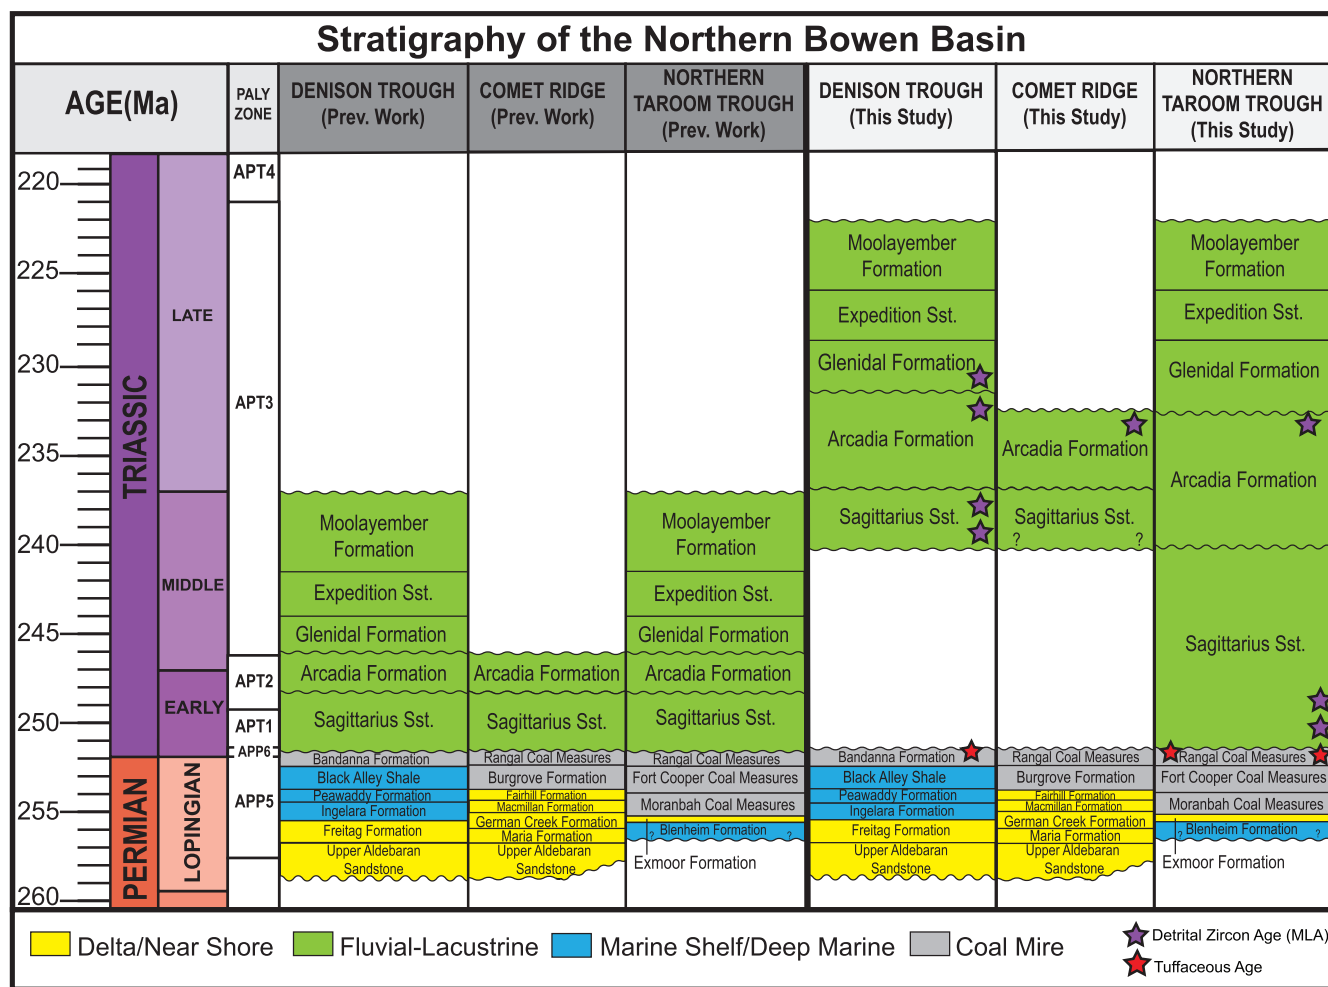 Stratigraphy of the Northern Bowen Basin
AGE(Ma)
PALY
ZONE
DENISON TROUGH
(Prev. Work)
COMET RIDGE
(Prev. Work)
NORTHERN
TAROOM TROUGH
(Prev. Work)
DENISON TROUGH
(This Study)
COMET RIDGE
(This Study)
NORTHERN
TAROOM TROUGH
(This Study)
220
225
230
235
240
245
250
255
260
TRIASSIC
PERMIAN
LATE
MIDDLE
EARLY
LOPINGIAN
APT4
APT3
APT2
APT1
APP6
APP5
Moolayember
Formation
Expedition Sst.
Glenidal Formation
Arcadia Formation
Sagittarius Sst.
Bandanna Formation
Black Alley Shale
Peawaddy Formation
Ingelara Formation
Freitag Formation
Upper Aldebaran
Sandstone
Arcadia Formation
Sagittarius Sst.
Rangal Coal Measures
Burgrove Formation
Fairhill Formation
Macmillan Formation
German Creek Formation
Maria Formation
Upper Aldebaran
Sandstone
Moolayember
Formation
Expedition Sst.
Glenidal Formation
Arcadia Formation
Sagittarius Sst.
Rangal Coal Measures
Fort Cooper Coal Measures
Moranbah Coal Measures
? Blenheim Formation ?
Exmoor Formation
Moolayember
Formation
Expedition Sst.
Glenidal Formation
Arcadia Formation
Sagittarius Sst.
Bandanna Formation
Black Alley Shale
Peawaddy Formation
Ingelara Formation
Freitag Formation
Upper Aldebaran
Sandstone
Arcadia Formation
Sagittarius Sst.
? ?
Rangal Coal Measures
Burgrove Formation
Fairhill Formation
Macmillan Formation
German Creek Formation
Maria Formation
Upper Aldebaran
Sandstone
Moolayember
Formation
Expedition Sst.
Glenidal Formation
Arcadia Formation
Sagittarius Sst.
Rangal Coal Measures
Fort Cooper Coal Measures
Moranbah Coal Measures
? Blenheim Formation ?
Exmoor Formation
Delta/Near Shore
Fluvial-Lacustrine
Marine Shelf/Deep Marine
Coal Mire
Detrital Zircon Age (MLA)
Tuffaceous Age